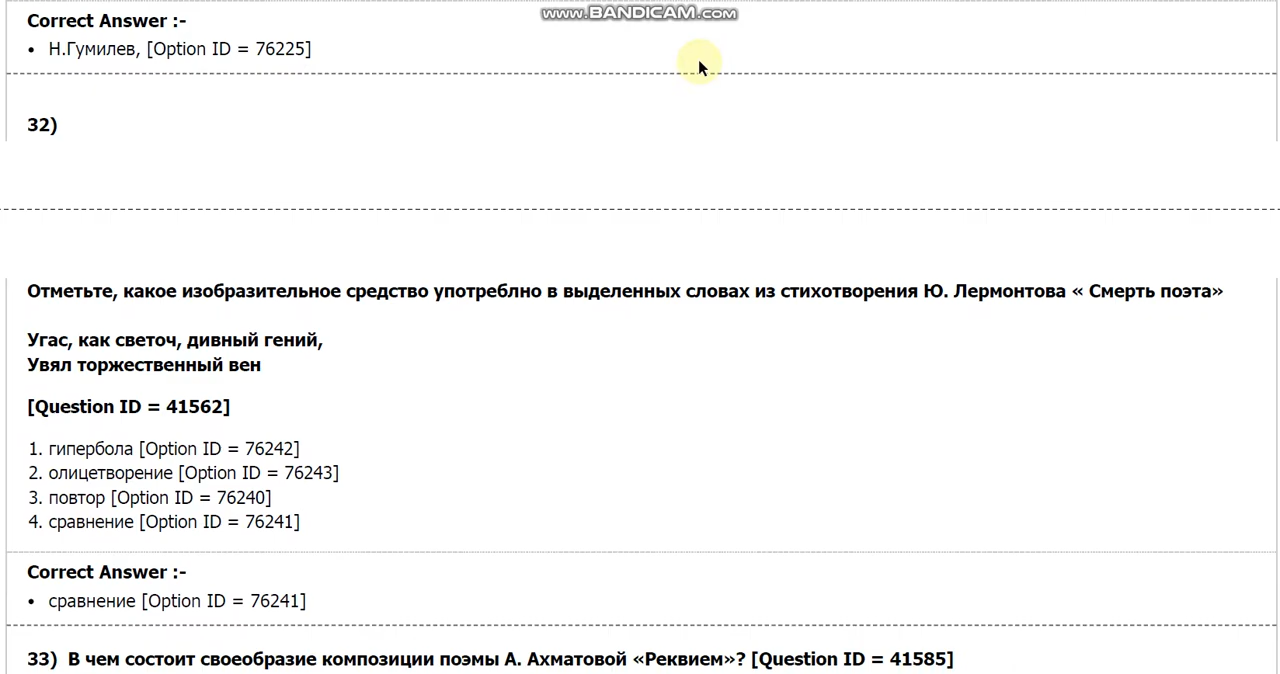 www.BANDICAM.com
Correct Answer :-
• Н.Гумилев, [Option ID = 76225]
32)
Отметьте, какое изобразительное средство употреблно в выделенных словах из стихотворения Ю. Лермонтова « Смерть поэта»
Угас, как светоч, дивный гений,
Увял торжественный вен
[Question ID = 41562]
1. гипербола [Option ID = 76242]
2. олицетворение [Option ID = 76243]
3. повтор [Option ID = 76240]
4. сравнение [Option ID = 76241]
Correct Answer :-
• сравнение [Option ID = 76241]
33) В чем состоит своеобразие композиции поэмы А. Ахматовой «Реквием»? [Question ID = 41585]